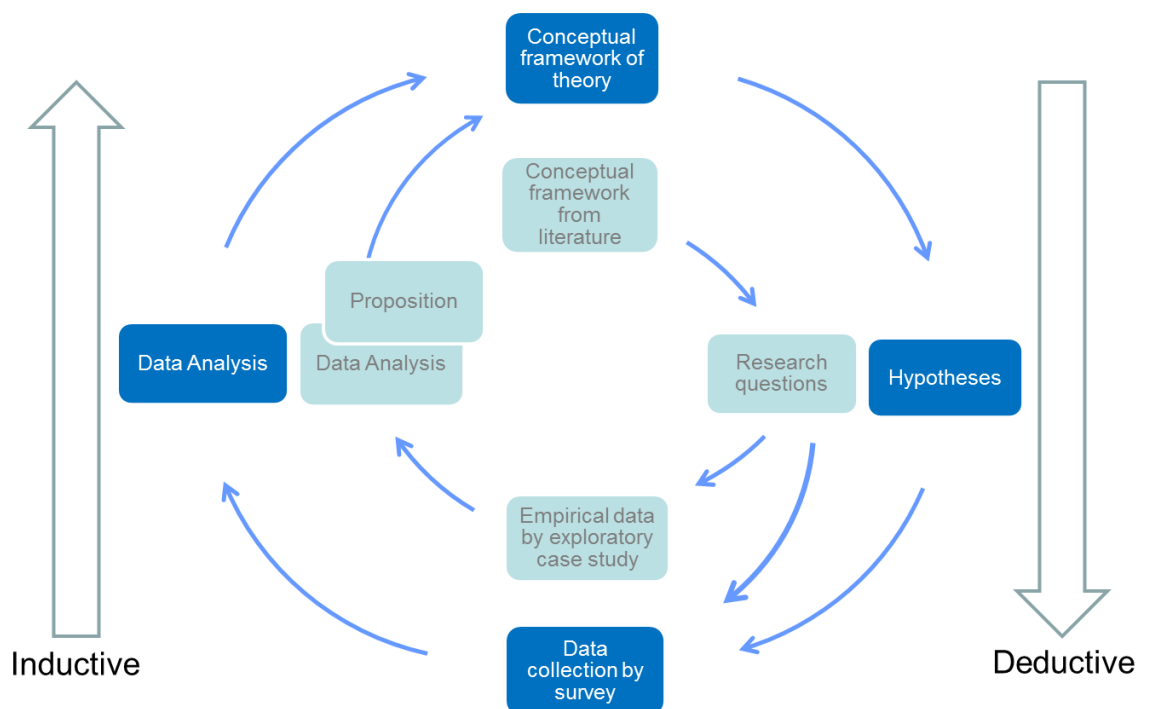 Conceptual
framework of
theory
Conceptual
framework
from
literature
Proposition
Data Analysis
Data Analysis
Research
questions
Hypotheses
Empirical data
by exploratory
case study
Data
collection by
survey
Inductive
Deductive